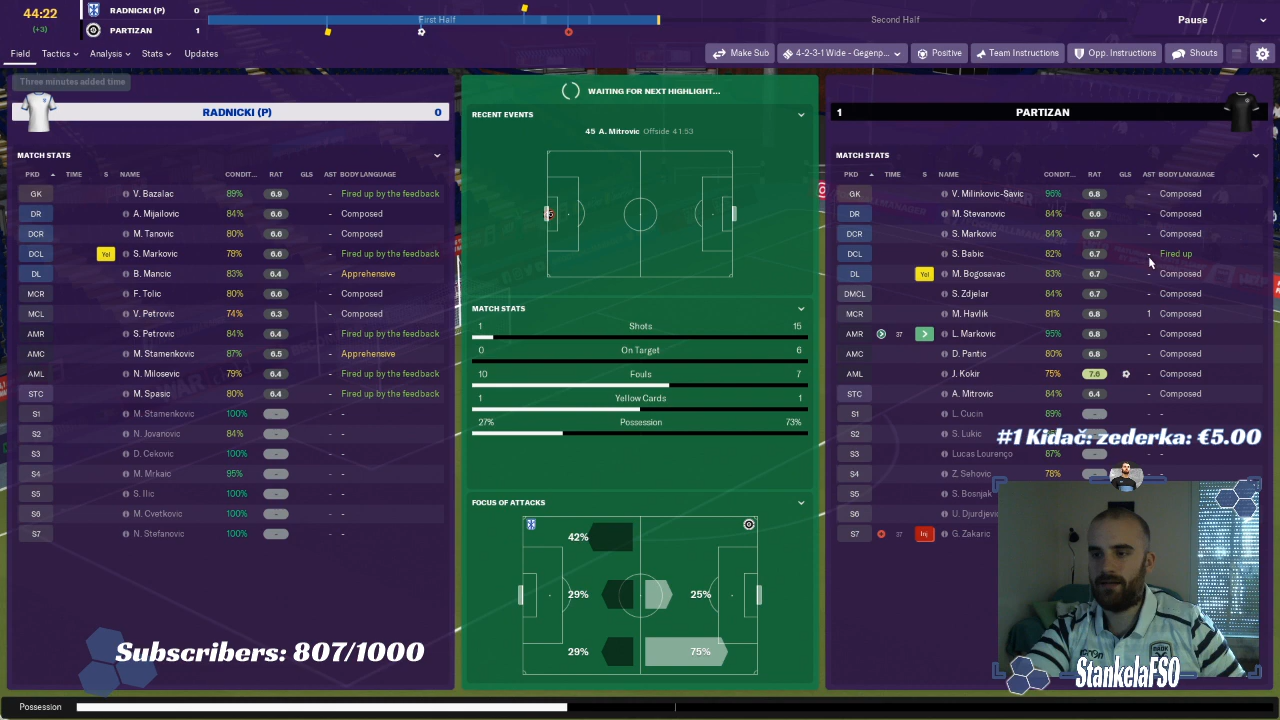 44:22
(+3)
RADNICKI (P) 0
PARTIZAN 1
First Half
Second Half
Pause
Field Tactics Analysis Stats Updates
Make Sub
4-2-3-1 Wide - Gegenp...
Positive
Team Instructions
Opp. Instructions
Shouts
Three minutes added time
RADNICKI (P) 0
MATCH STATS
PKD TIME S NAME CONDIT... RAT GLS AST BODY LANGUAGE
GK V. Bazalac 89% 6.9 - Fired up by the feedback
DR A. Mijailovic 84% 6.6 - Composed
DCR M. Tanovic 80% 6.6 - Composed
DCL Yel S. Markovic 78% 6.6 - Fired up by the feedback
DL B. Mancic 83% 6.4 - Apprehensive
MCR F. Tolic 80% 6.6 - Composed
MCL V. Petrovic 74% 6.3 - Composed
AMR S. Petrovic 84% 6.4 - Fired up by the feedback
AMC M. Stamenkovic 87% 6.5 - Apprehensive
AML N. Milosevic 79% 6.4 - Fired up by the feedback
STC M. Spasic 80% 6.4 - Fired up by the feedback
S1 M. Stamenkovic 100% - - -
S2 N. Jovanovic 84% - - -
S3 D. Cekovic 100% - - -
S4 M. Mrkaic 95% - - -
S5 S. Ilic 100% - - -
S6 M. Cvetkovic 100% - - -
S7 N. Stefanovic 100% - - -
WAITING FOR NEXT HIGHLIGHT...
RECENT EVENTS
45 A. Mitrovic Offside 41:53
MATCH STATS
1 Shots 15
0 On Target 6
10 Fouls 7
1 Yellow Cards 1
27% Possession 73%
FOCUS OF ATTACKS
42%
29% 25%
29% 75%
1 PARTIZAN
MATCH STATS
PKD TIME S NAME CONDIT... RAT GLS AST BODY LANGUAGE
GK V. Milinkovic-Savic 96% 6.8 - Composed
DR M. Stevanovic 84% 6.6 - Composed
DCR S. Markovic 84% 6.7 - Composed
DCL S. Babic 82% 6.7 - Fired up
DL Yel M. Bogosavac 83% 6.7 - Composed
DMCL S. Zdjelar 84% 6.7 - Composed
MCR M. Havlik 81% 6.8 1 Composed
AMR 37 L. Markovic 95% 6.8 - Composed
AMC D. Pantic 80% 6.8 - Composed
AML J. Kokir 75% 7.6 - Composed
STC A. Mitrovic 84% 6.4 - Composed
S1 L. Cucin 89% - - -
S2 S. Lukic
S3 Lucas Lourenço 87% - - -
S4 Z. Sehovic 78% - - -
S5 S. Bosnjak
S6 U. Djurdjevic
S7 37 Inj G. Zakaric
#1 Kidač: zederka: €5.00
Subscribers: 807/1000
StankelaFSO
Possession